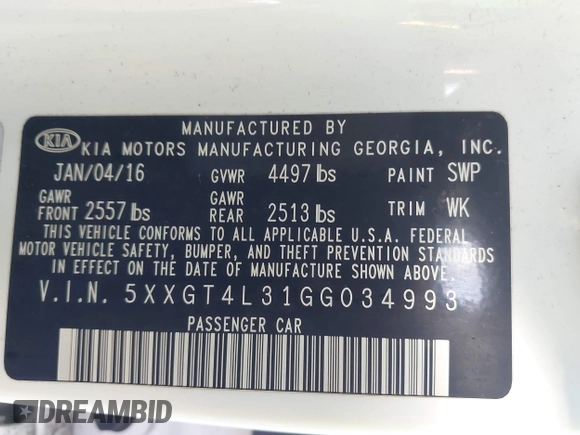 MANUFACTURED BY
KIA KIA MOTORS MANUFACTURING GEORGIA, INC.
JAN/04/16 GVWR 4497 lbs PAINT SWP
GAWR FRONT 2557 lbs GAWR REAR 2513 lbs TRIM WK
THIS VEHICLE CONFORMS TO ALL APPLICABLE U.S.A. FEDERAL
MOTOR VEHICLE SAFETY, BUMPER, AND THEFT PREVENTION STANDARDS
IN EFFECT ON THE DATE OF MANUFACTURE SHOWN ABOVE.
V.I.N. 5XXGT4L31GG034993
PASSENGER CAR
DREAMBID